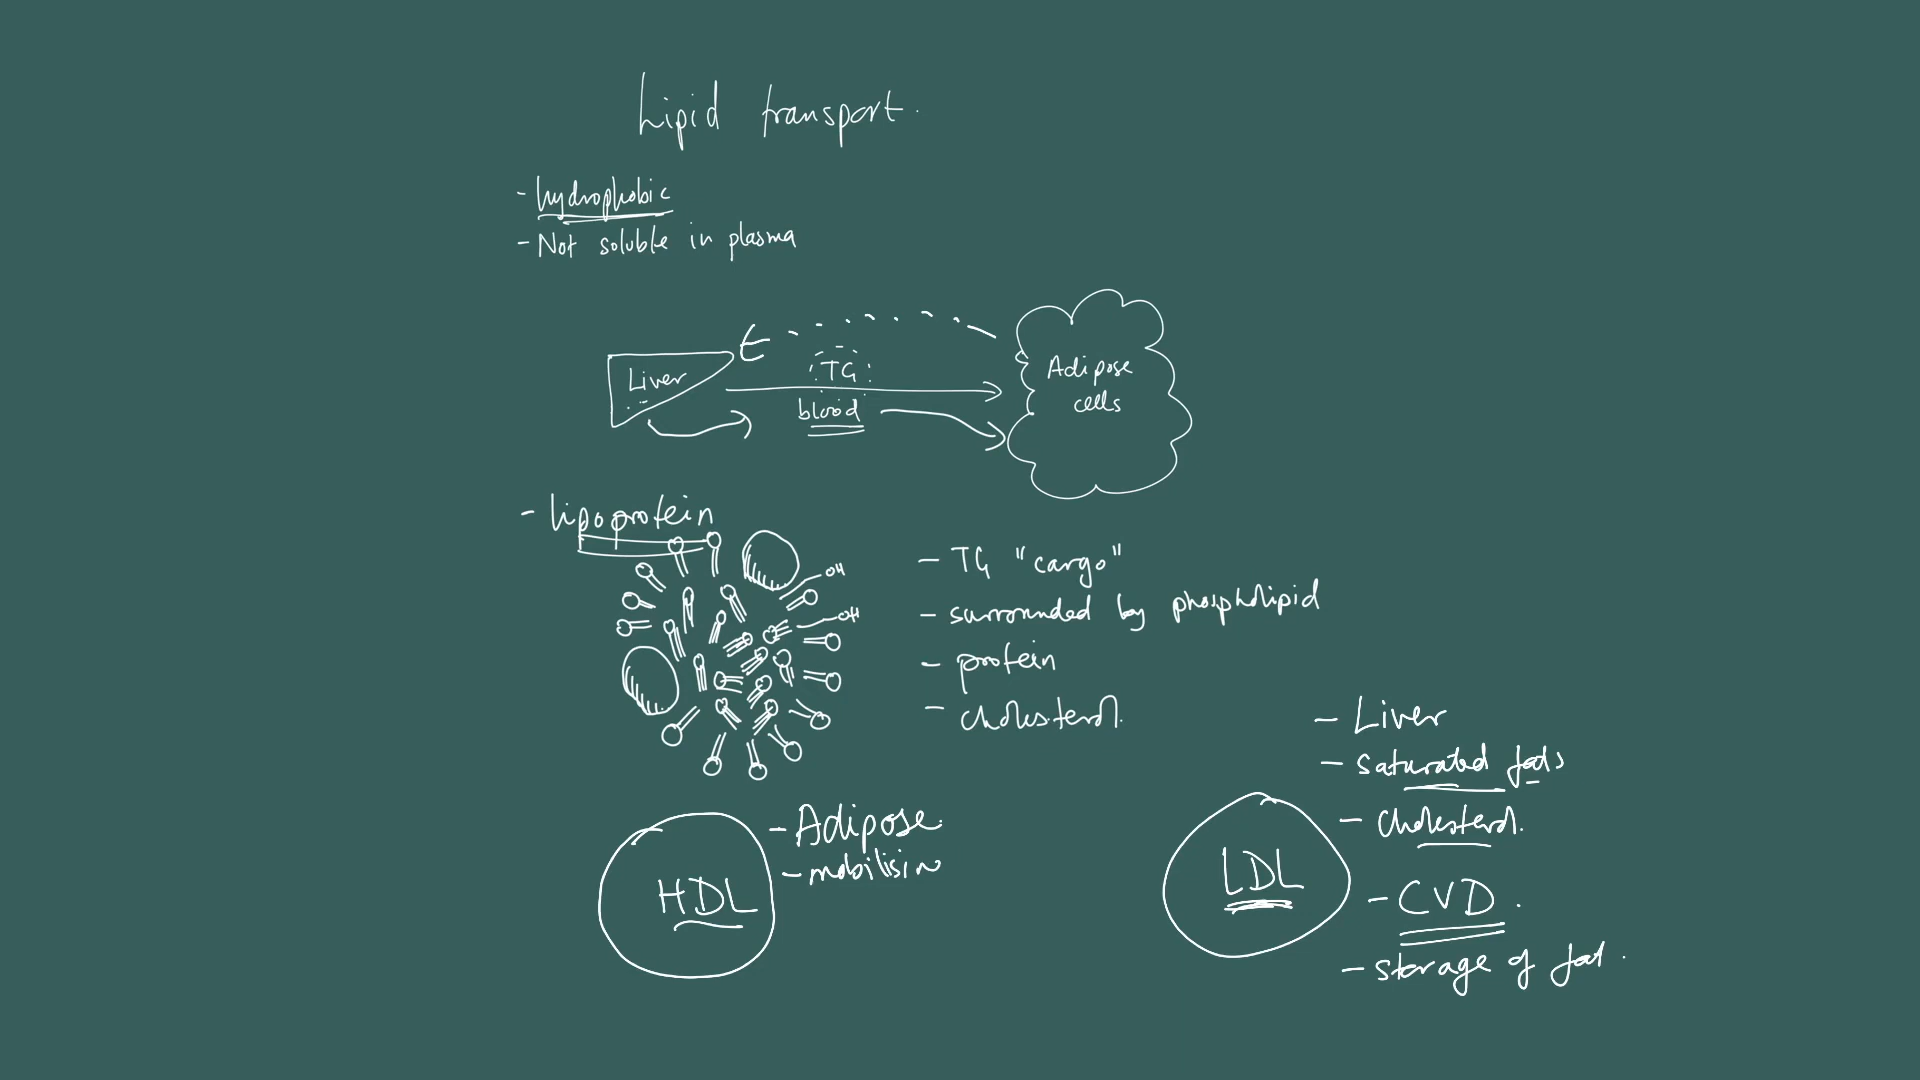 Lipid transport.
- hydrophobic
- Not soluble in plasma
Liver
TG
blood
Adipose
cells
- lipoprotein
OH
OH
- TG "cargo"
- surrounded by phospholipid
- protein
- cholesterol.
HDL
- Adipose
- mobilisin
LDL
- Liver
- saturated fats
- cholesterol.
- CVD.
- storage of fat.